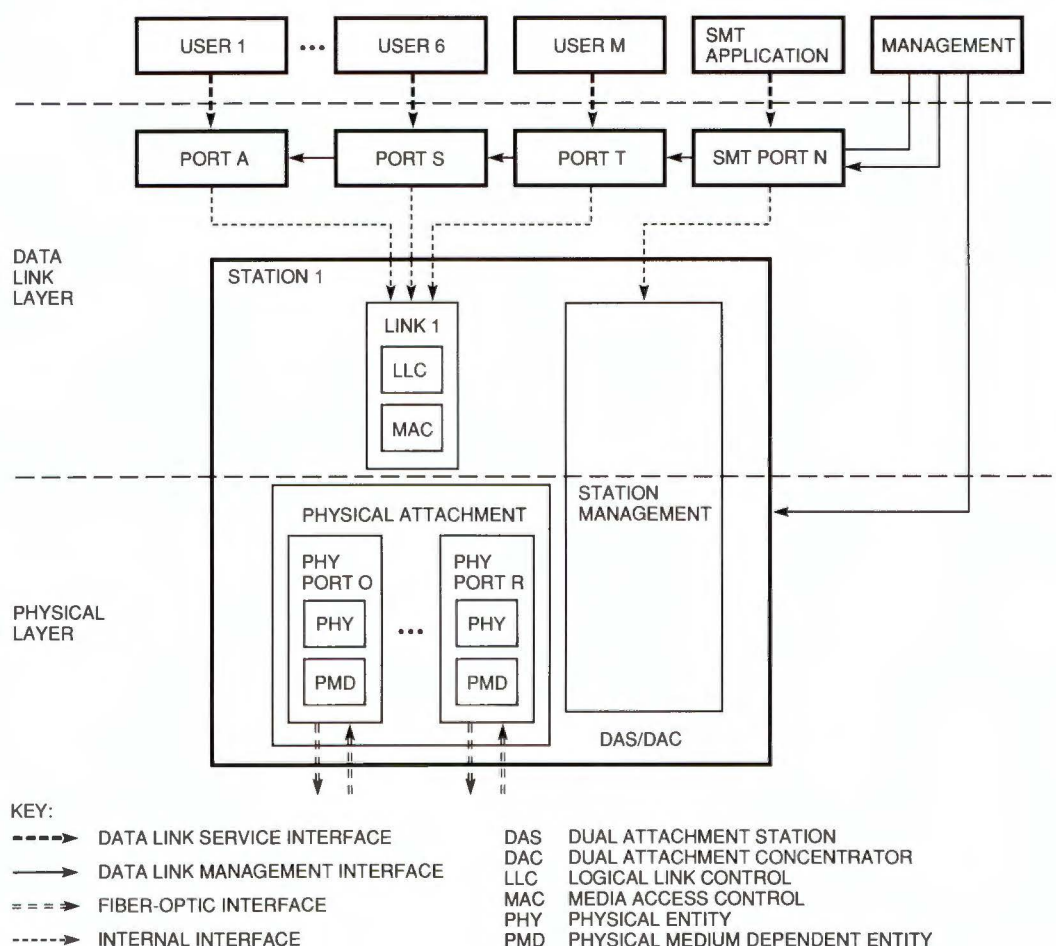 USER 1
...
USER 6
USER M
SMT
APPLICATION
MANAGEMENT
PORT A
PORT S
PORT T
SMT PORT N
DATA
LINK
LAYER
STATION 1
LINK 1
LLC
MAC
STATION
MANAGEMENT
PHYSICAL ATTACHMENT
PHY
PORT O
PHY
PMD
...
PHY
PORT R
PHY
PMD
PHYSICAL
LAYER
DAS/DAC
KEY:
DATA LINK SERVICE INTERFACE
DATA LINK MANAGEMENT INTERFACE
FIBER-OPTIC INTERFACE
INTERNAL INTERFACE
DAS DUAL ATTACHMENT STATION
DAC DUAL ATTACHMENT CONCENTRATOR
LLC LOGICAL LINK CONTROL
MAC MEDIA ACCESS CONTROL
PHY PHYSICAL ENTITY
PMD PHYSICAL MEDIUM DEPENDENT ENTITY